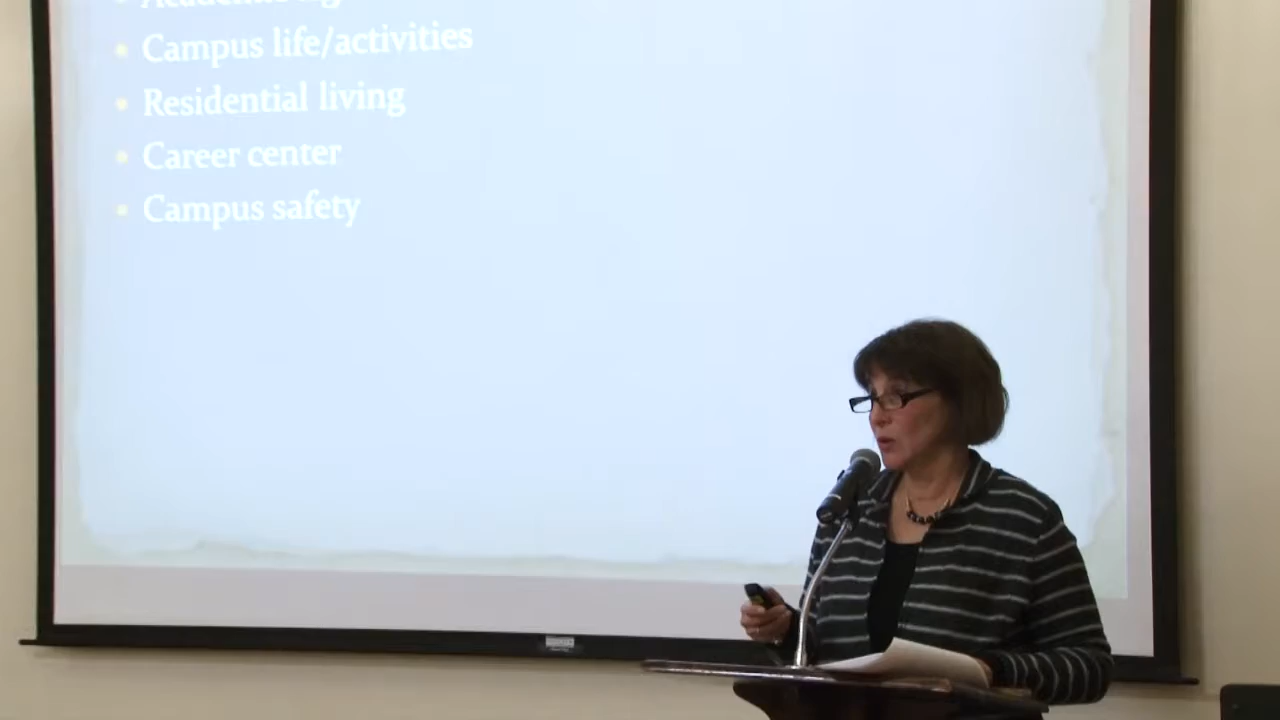 Campus life/activities
Residential living
Career center
Campus safety